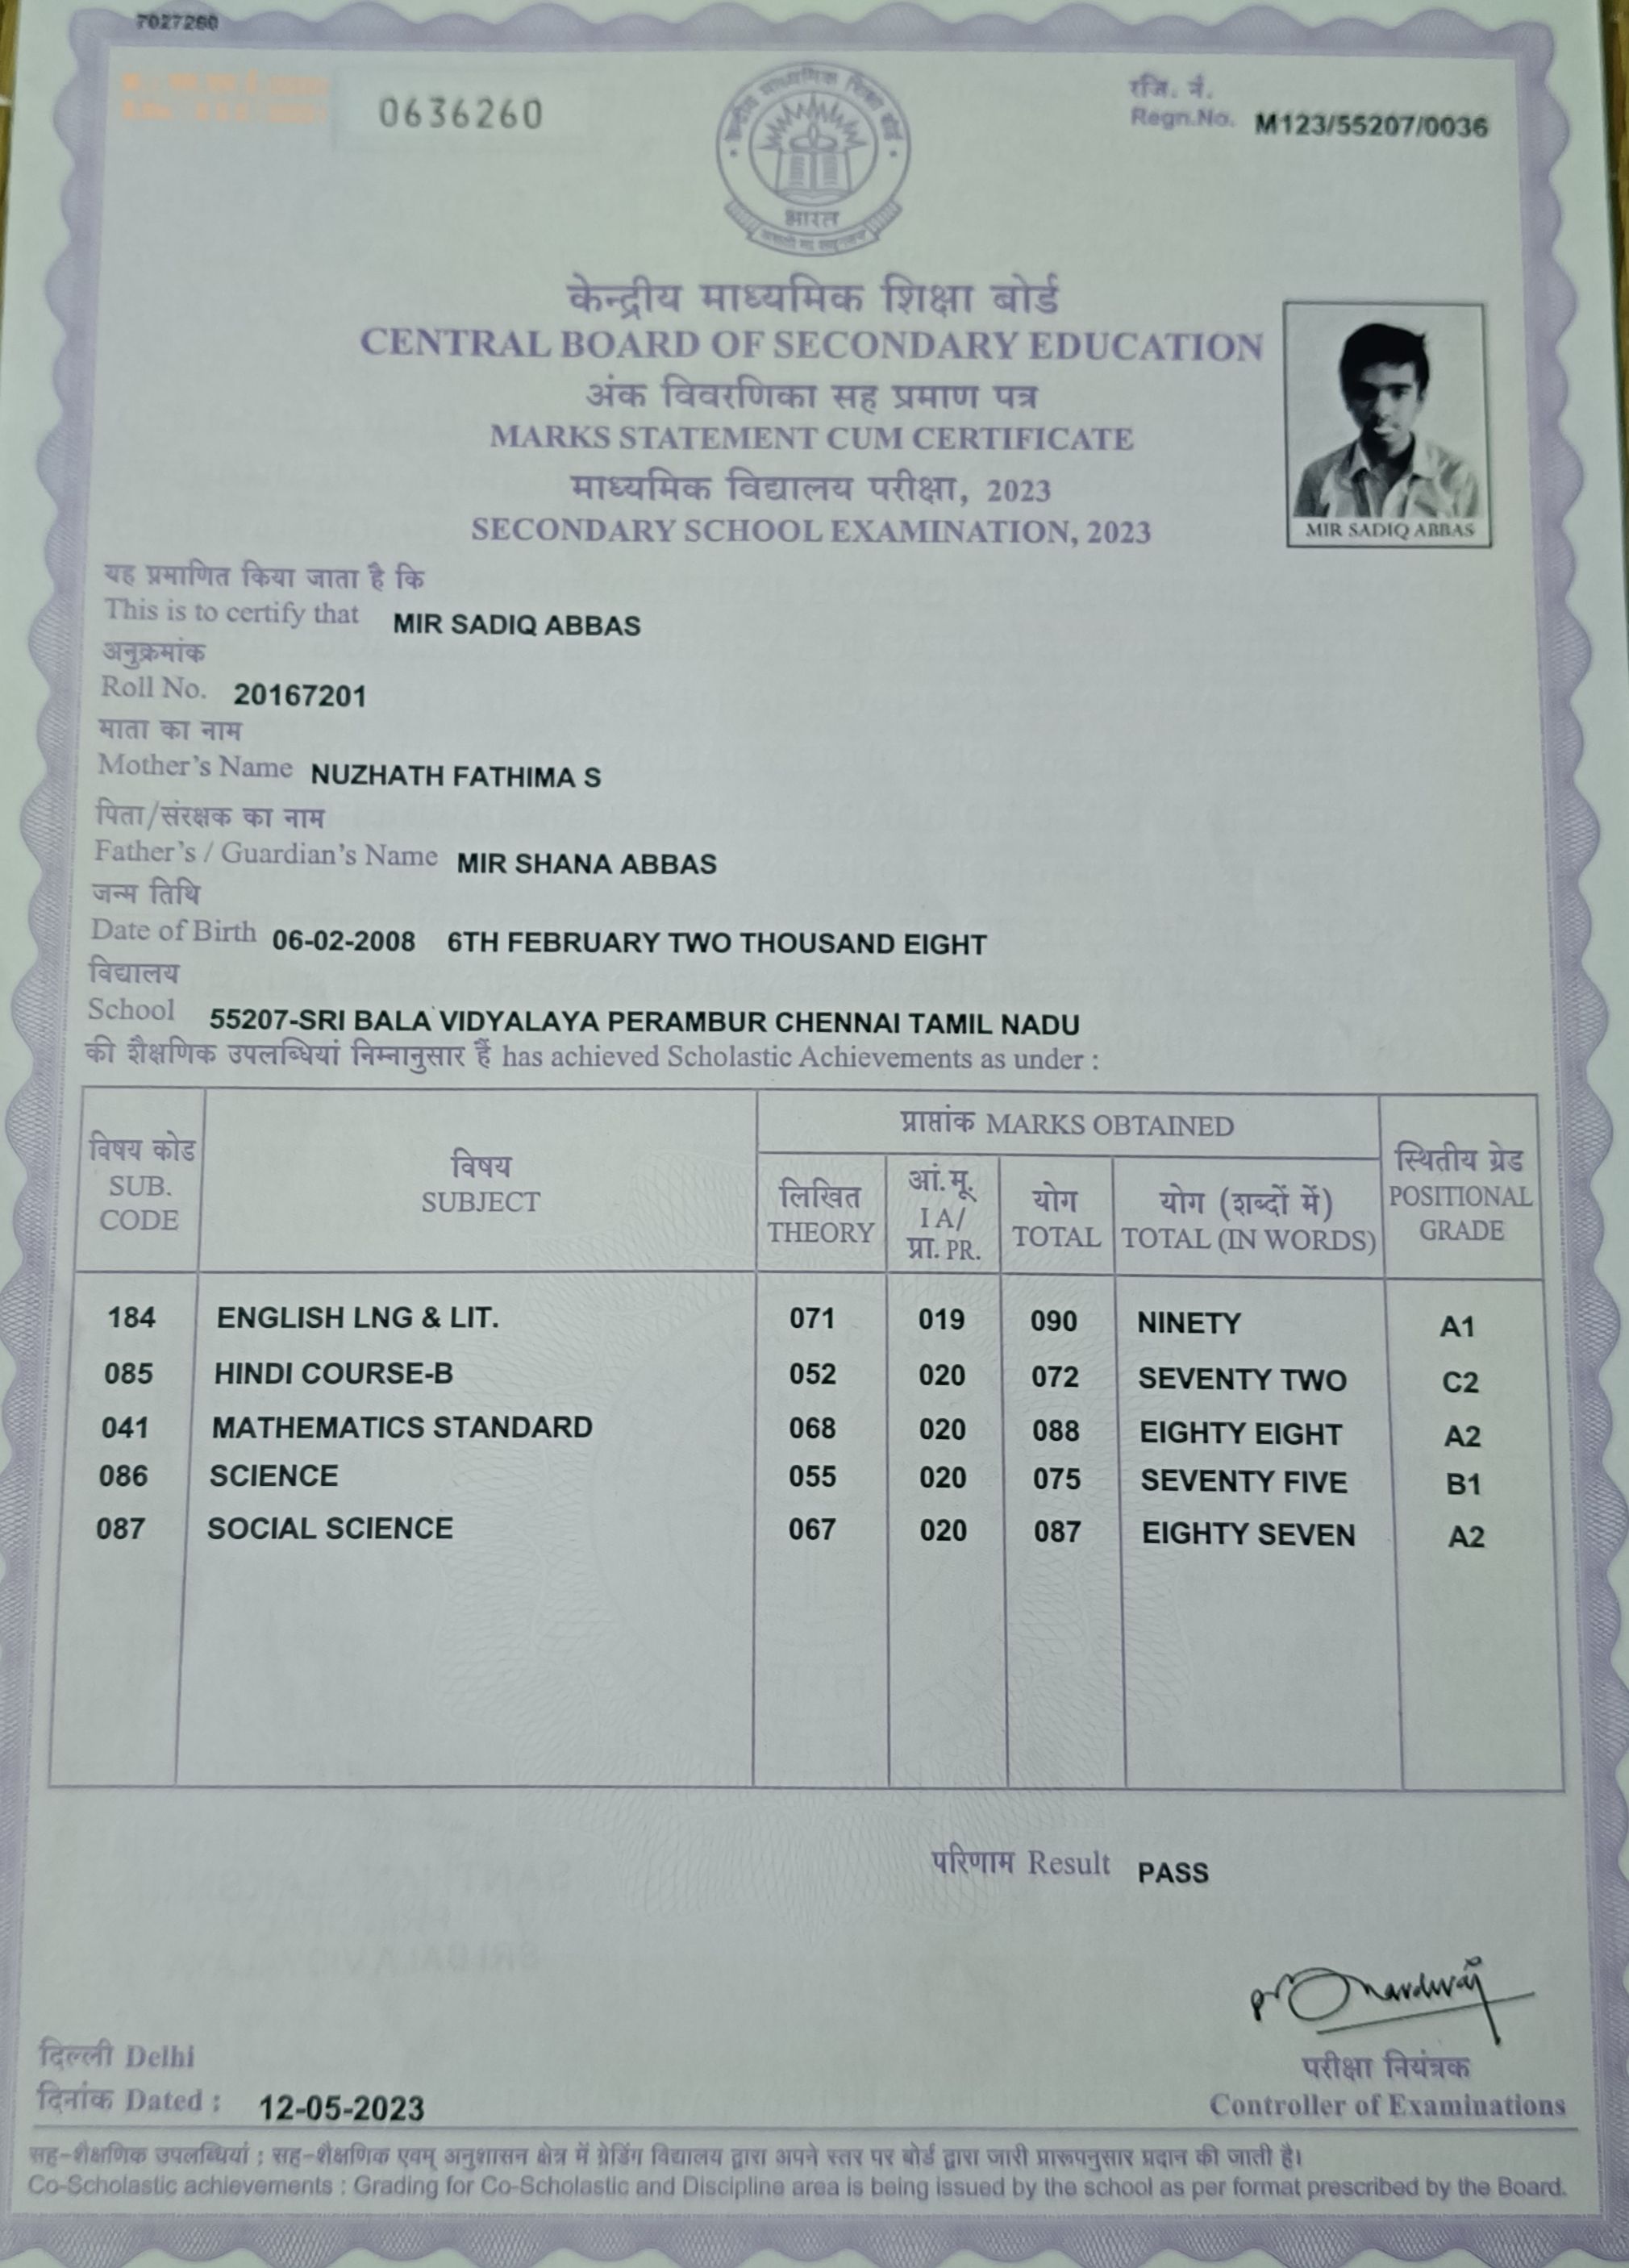 7027260
0636260
रजि. नं.
Regn.No. M123/55207/0036
भारत
केन्द्रीय माध्यमिक शिक्षा बोर्ड
CENTRAL BOARD OF SECONDARY EDUCATION
अंक विवरणिका सह प्रमाण पत्र
MARKS STATEMENT CUM CERTIFICATE
माध्यमिक विद्यालय परीक्षा, 2023
SECONDARY SCHOOL EXAMINATION, 2023
MIR SADIQ ABBAS
यह प्रमाणित किया जाता है कि
This is to certify that MIR SADIQ ABBAS
अनुक्रमांक
Roll No. 20167201
माता का नाम
Mother's Name NUZHATH FATHIMA S
पिता/संरक्षक का नाम
Father's / Guardian's Name MIR SHANA ABBAS
जन्म तिथि
Date of Birth 06-02-2008 6TH FEBRUARY TWO THOUSAND EIGHT
विद्यालय
School 55207-SRI BALA VIDYALAYA PERAMBUR CHENNAI TAMIL NADU
की शैक्षणिक उपलब्धियां निम्नानुसार हैं has achieved Scholastic Achievements as under :
विषय कोड
SUB.
CODE
विषय
SUBJECT
प्राप्तांक MARKS OBTAINED
लिखित
THEORY
आं.मू.
I A/
प्रा. PR.
योग
TOTAL
योग (शब्दों में)
TOTAL (IN WORDS)
स्थितीय ग्रेड
POSITIONAL
GRADE
184 ENGLISH LNG & LIT. 071 019 090 NINETY A1
085 HINDI COURSE-B 052 020 072 SEVENTY TWO C2
041 MATHEMATICS STANDARD 068 020 088 EIGHTY EIGHT A2
086 SCIENCE 055 020 075 SEVENTY FIVE B1
087 SOCIAL SCIENCE 067 020 087 EIGHTY SEVEN A2
परिणाम Result PASS
दिल्ली Delhi
दिनांक Dated : 12-05-2023
परीक्षा नियंत्रक
Controller of Examinations
सह-शैक्षणिक उपलब्धियां : सह-शैक्षणिक एवम् अनुशासन क्षेत्र में ग्रेडिंग विद्यालय द्वारा अपने स्तर पर बोर्ड द्वारा जारी प्रारूपनुसार प्रदान की जाती है।
Co-Scholastic achievements : Grading for Co-Scholastic and Discipline area is being issued by the school as per format prescribed by the Board.